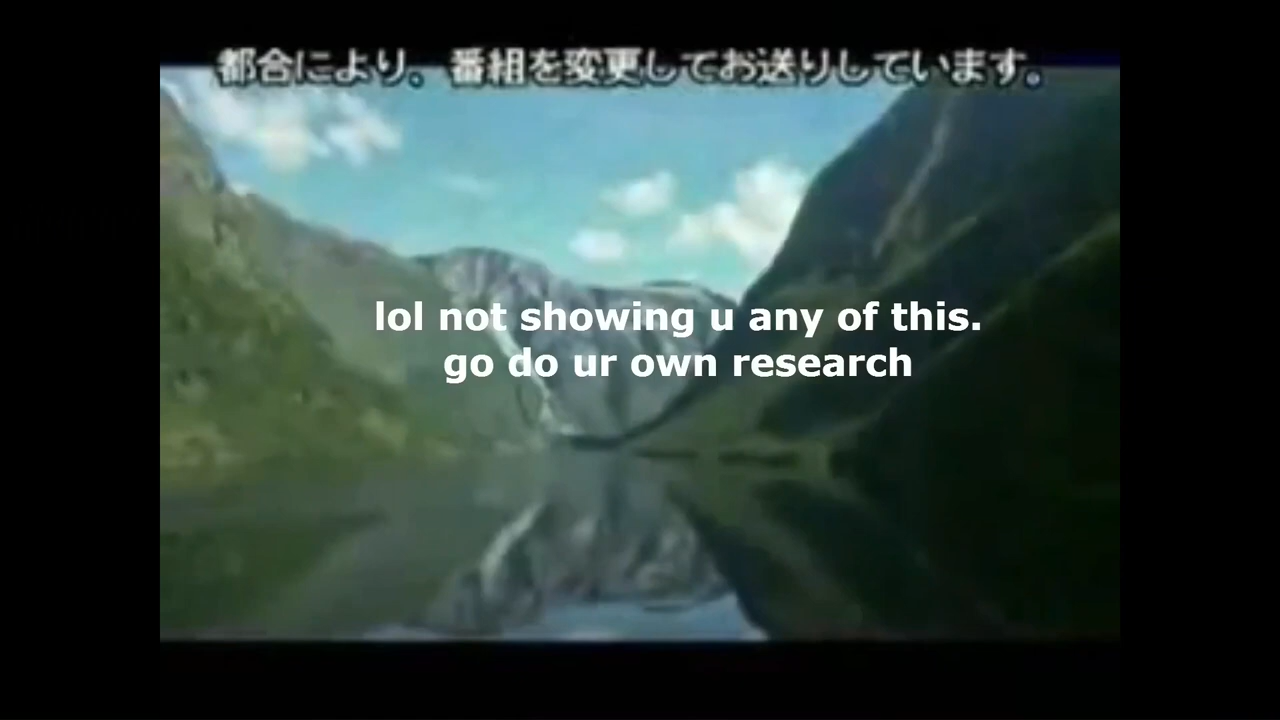 都合により、番組を変更してお送りしています。
lol not showing u any of this.
go do ur own research